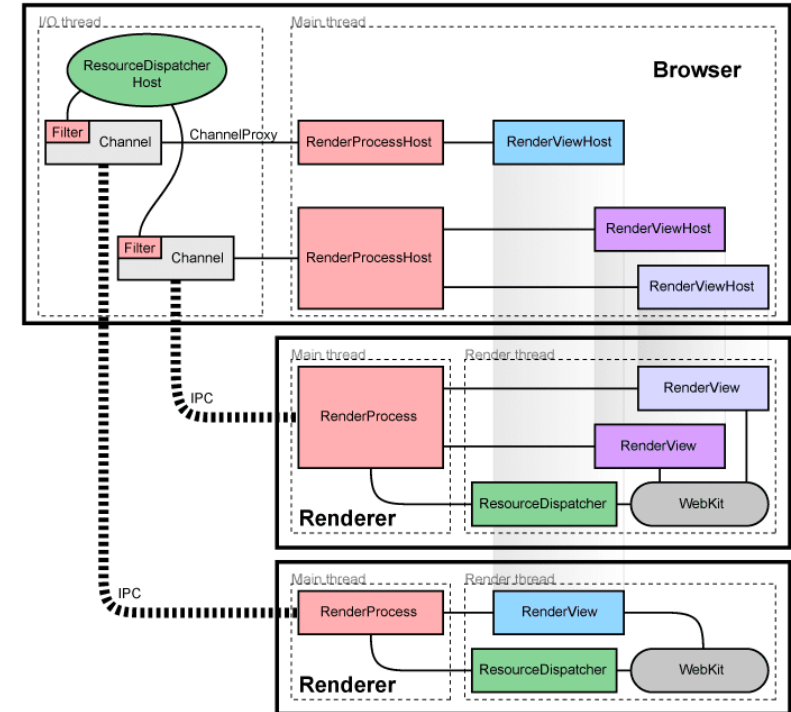 I/O thread
Main thread
ResourceDispatcher
Host
Browser
Filter
Channel
ChannelProxy
RenderProcessHost
RenderViewHost
Filter
Channel
RenderProcessHost
RenderViewHost
RenderViewHost
Main thread
Render thread
IPC
RenderProcess
RenderView
RenderView
ResourceDispatcher
WebKit
Renderer
Main thread
Render thread
IPC
RenderProcess
RenderView
ResourceDispatcher
WebKit
Renderer